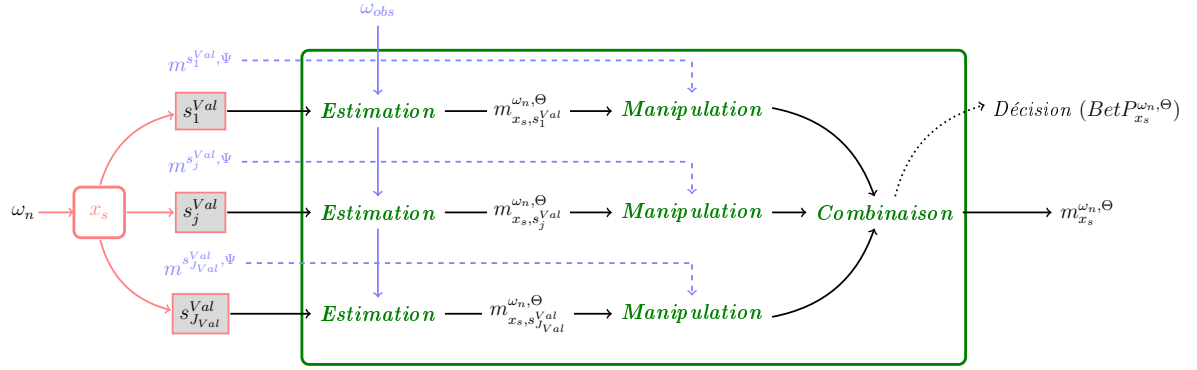 ω_{obs}
m^{s_1^{Val},Ψ}
s_1^{Val} Estimation m_{x_s,s_1^{Val}}^{ω_n,Θ} Manipulation Décision (BetP_{x_s}^{ω_n,Θ})
m^{s_j^{Val},Ψ}
ω_n x_s s_j^{Val} Estimation m_{x_s,s_j^{Val}}^{ω_n,Θ} Manipulation Combinaison m_{x_s}^{ω_n,Θ}
m^{s_{J_{Val}}^{Val},Ψ}
s_{J_{Val}}^{Val} Estimation m_{x_s,s_{J_{Val}}^{Val}}^{ω_n,Θ} Manipulation